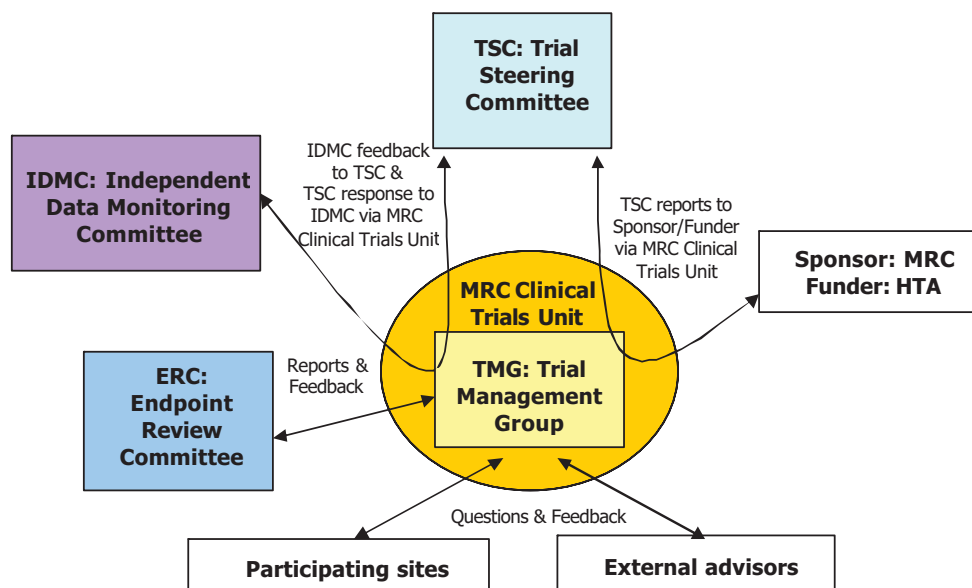 TSC: Trial
Steering
Committee
IDMC feedback
to TSC &
TSC response to
IDMC via MRC
Clinical Trials Unit
IDMC: Independent
Data Monitoring
Committee
TSC reports to
Sponsor/Funder
via MRC Clinical
Trials Unit
Sponsor: MRC
Funder: HTA
MRC Clinical
Trials Unit
TMG: Trial
Management
Group
Reports &
Feedback
ERC:
Endpoint
Review
Committee
Questions & Feedback
Participating sites
External advisors